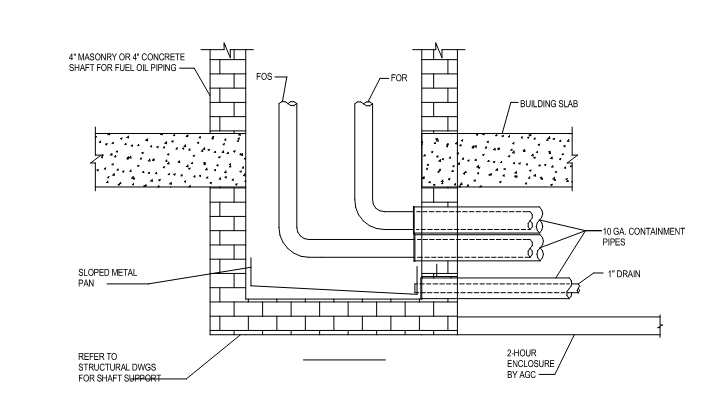 4" MASONRY OR 4" CONCRETE
SHAFT FOR FUEL OIL PIPING
FOS
FOR
BUILDING SLAB
10 GA. CONTAINMENT
PIPES
SLOPED METAL
PAN
1" DRAIN
REFER TO
STRUCTURAL DWGS
FOR SHAFT SUPPORT
2-HOUR
ENCLOSURE
BY AGC